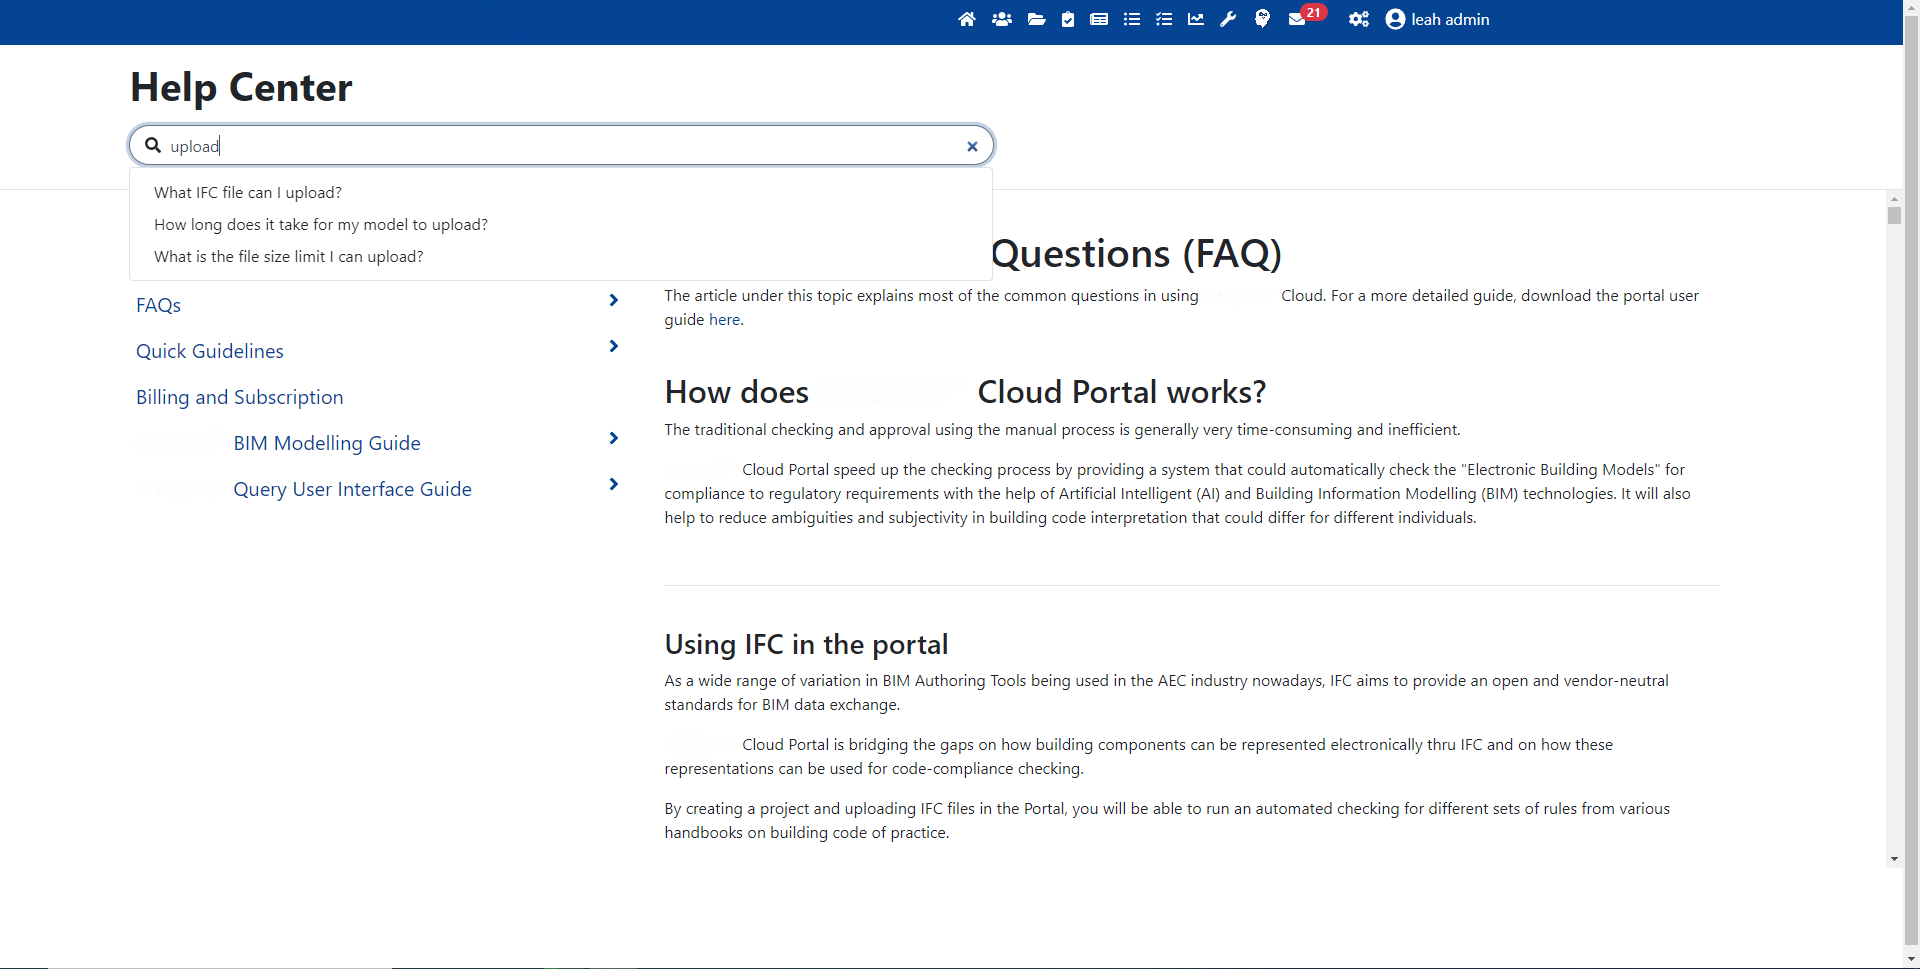 21
leah admin
Help Center
upload
What IFC file can I upload?
How long does it take for my model to upload?
What is the file size limit I can upload?
Questions (FAQ)
FAQs
Quick Guidelines
Billing and Subscription
BIM Modelling Guide
Query User Interface Guide
The article under this topic explains most of the common questions in using Cloud. For a more detailed guide, download the portal user
guide here.
How does Cloud Portal works?
The traditional checking and approval using the manual process is generally very time-consuming and inefficient.
Cloud Portal speed up the checking process by providing a system that could automatically check the "Electronic Building Models" for
compliance to regulatory requirements with the help of Artificial Intelligent (AI) and Building Information Modelling (BIM) technologies. It will also
help to reduce ambiguities and subjectivity in building code interpretation that could differ for different individuals.
Using IFC in the portal
As a wide range of variation in BIM Authoring Tools being used in the AEC industry nowadays, IFC aims to provide an open and vendor-neutral
standards for BIM data exchange.
Cloud Portal is bridging the gaps on how building components can be represented electronically thru IFC and on how these
representations can be used for code-compliance checking.
By creating a project and uploading IFC files in the Portal, you will be able to run an automated checking for different sets of rules from various
handbooks on building code of practice.